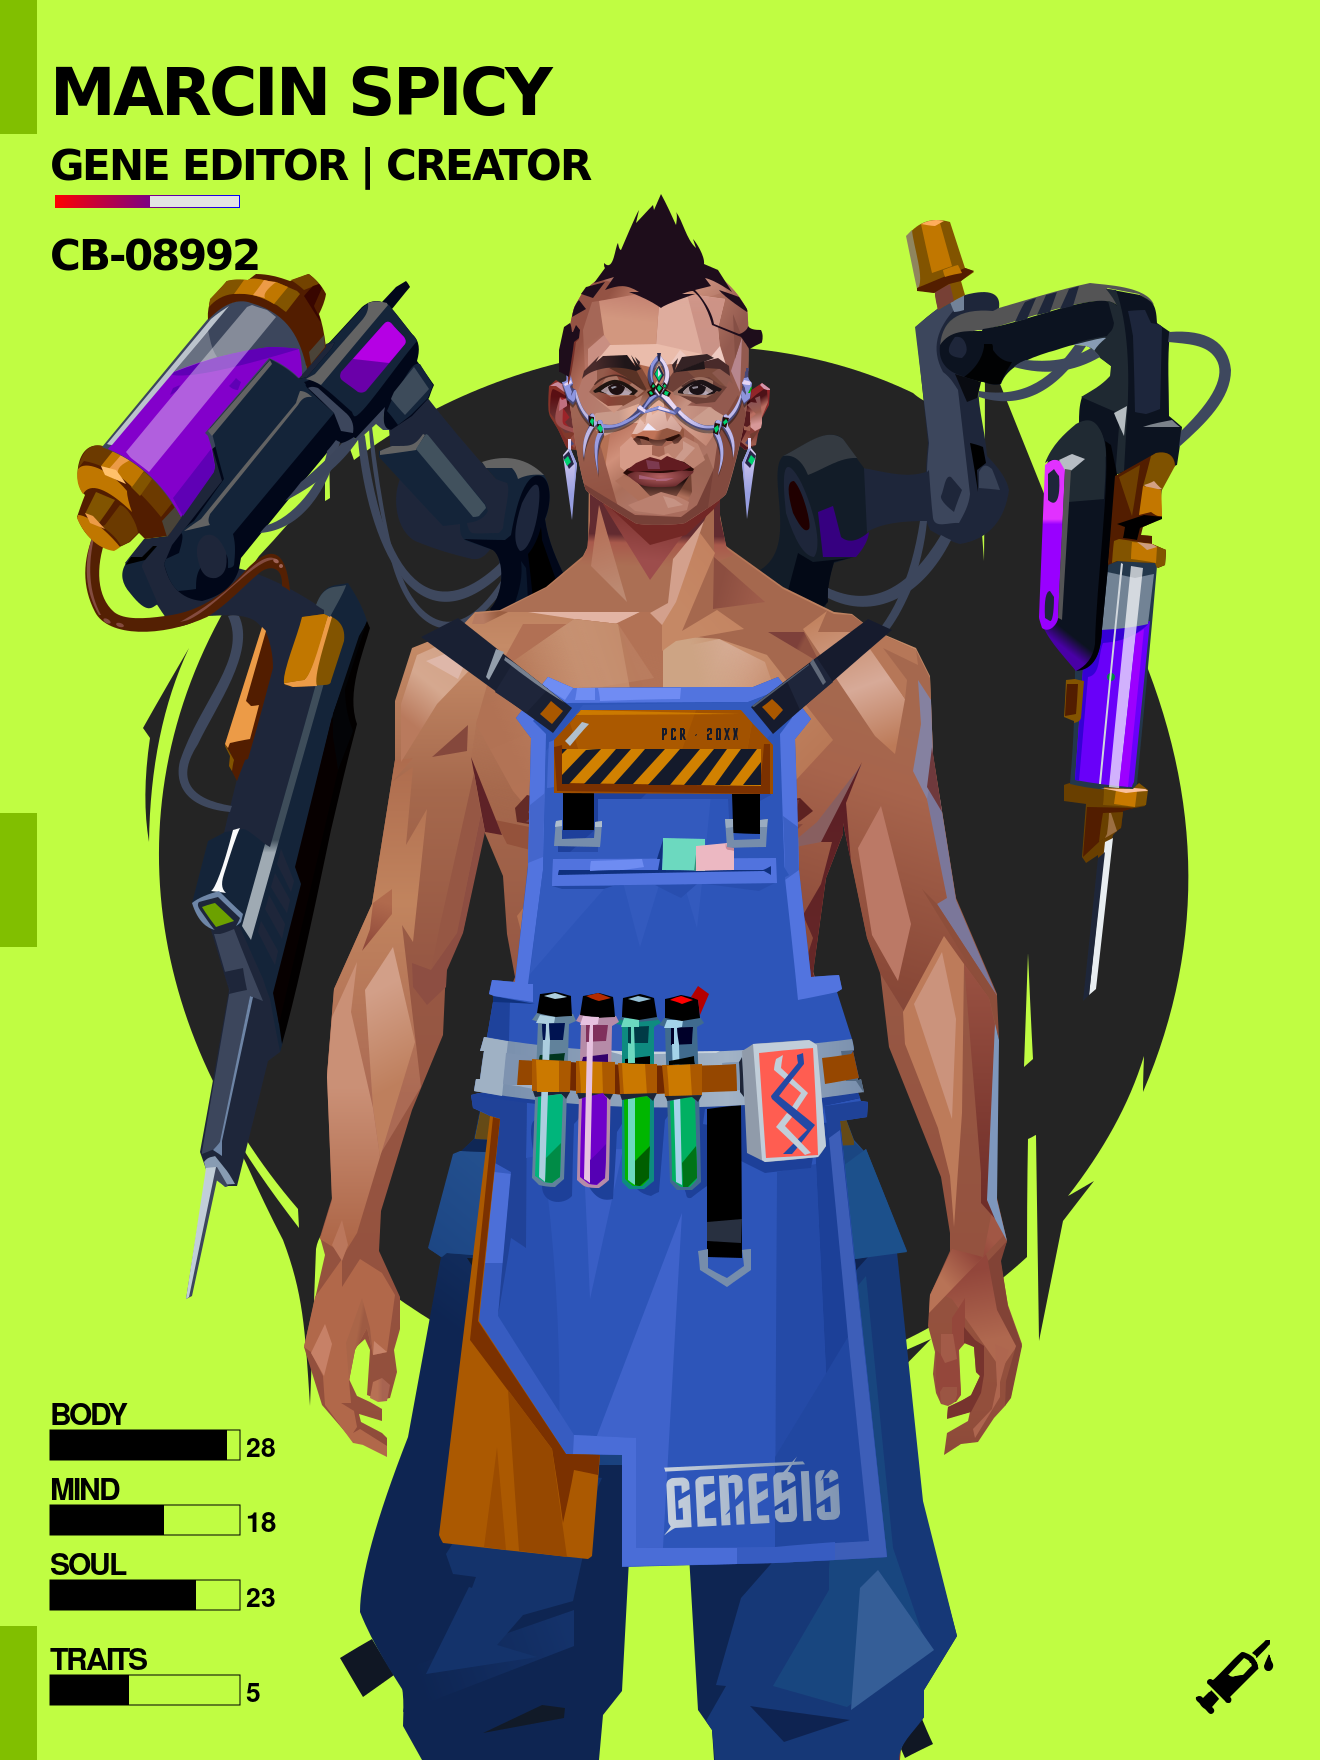 MARCIN SPICY
GENE EDITOR | CREATOR
CB-08992
PCR - 20XX
GENESIS
BODY
28
MIND
18
SOUL
23
TRAITS
5